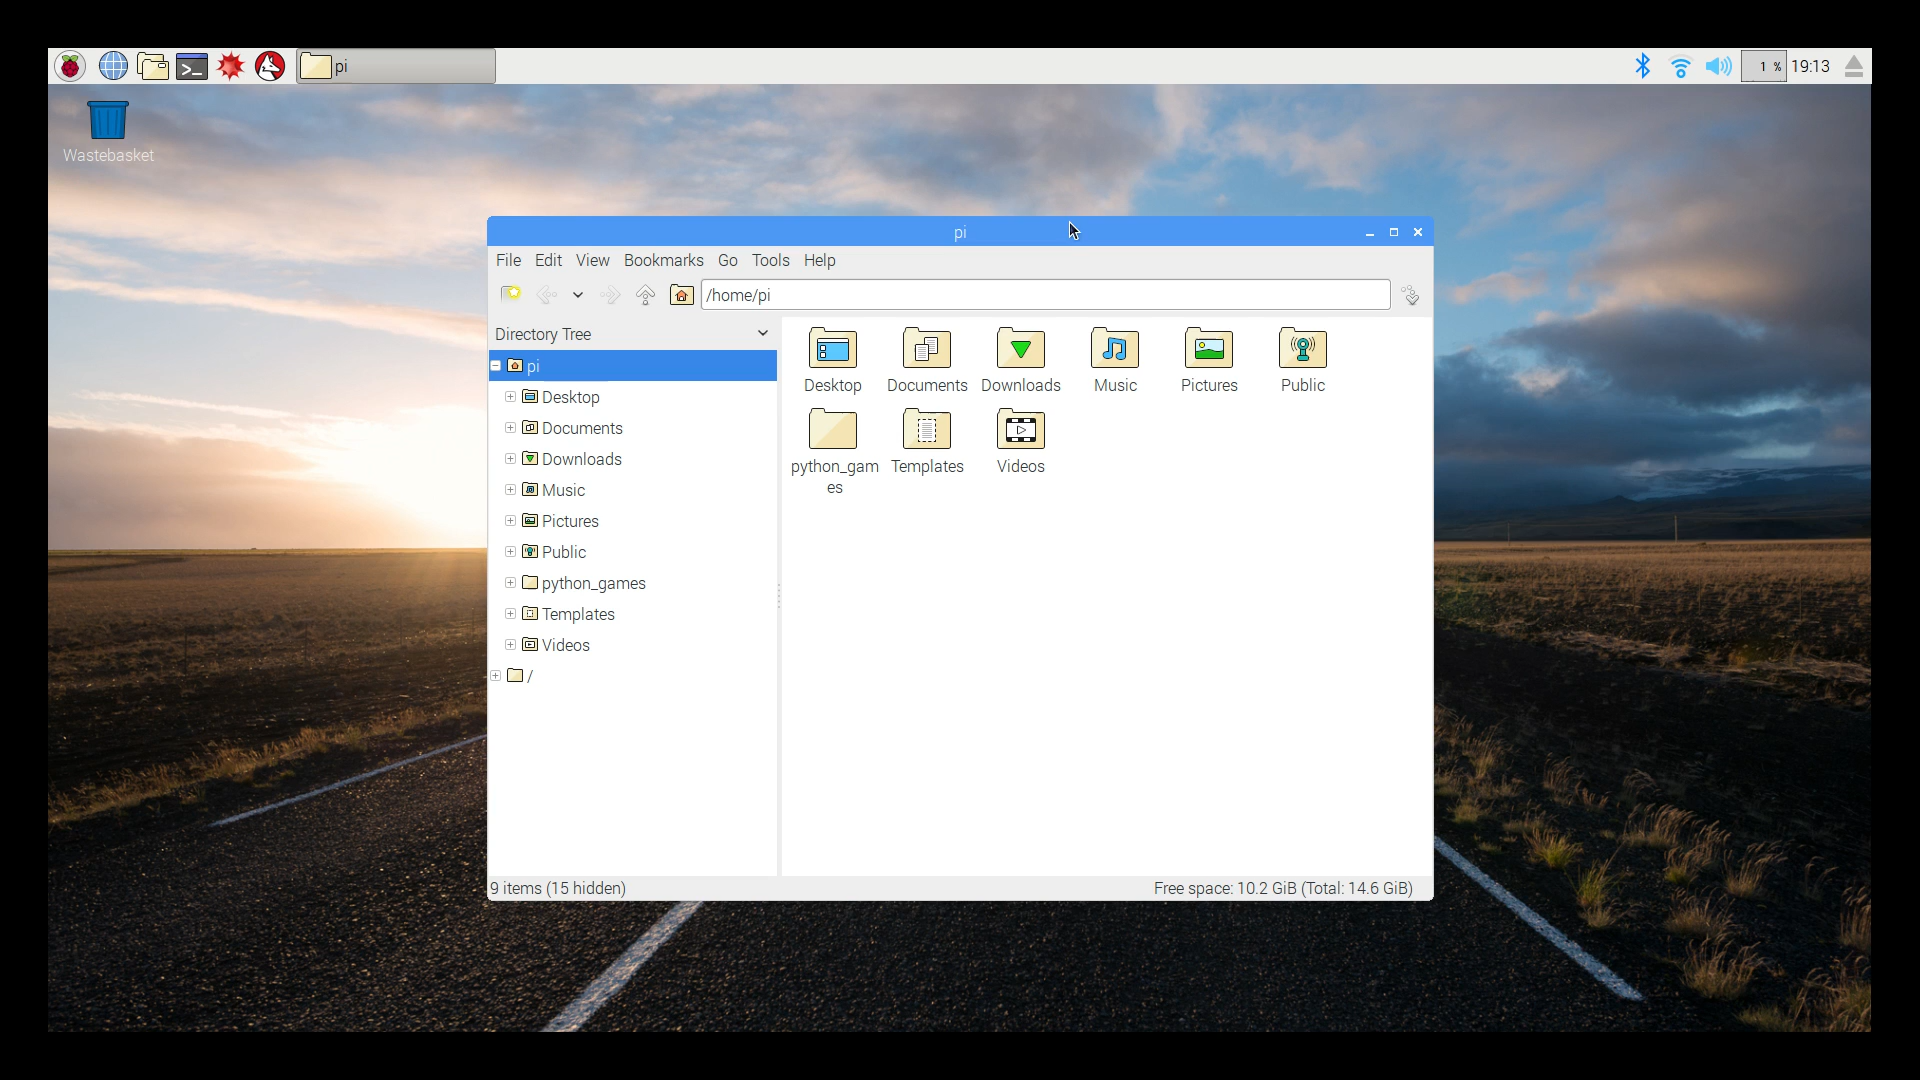 pi
1 %
19:13
Wastebasket
pi
File Edit View Bookmarks Go Tools Help
/home/pi
Directory Tree
pi
Desktop
Documents
Downloads
Music
Pictures
Public
python_games
Templates
Videos
/
Desktop Documents Downloads Music Pictures Public
python_gam Templates Videos
es
9 items (15 hidden)
Free space: 10.2 GiB (Total: 14.6 GiB)